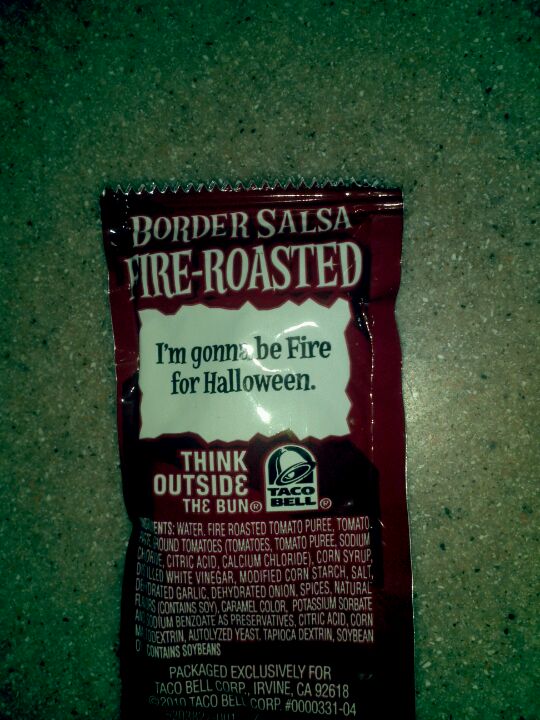 BORDER SALSA
FIRE-ROASTED
I'm gonna be Fire
for Halloween.
THINK
OUTSIDE
THE BUN®
TACO
BELL®
WATER, FIRE ROASTED TOMATO PUREE, TOMATO
GROUND TOMATOES (TOMATOES, TOMATO PUREE, SODIUM
CITRIC ACID, CALCIUM CHLORIDE), CORN SYRUP,
WHITE VINEGAR, MODIFIED CORN STARCH, SALT,
GARLIC, DEHYDRATED ONION, SPICES, NATURAL
(CONTAINS SOY), CARAMEL COLOR, POTASSIUM SORBATE
SODIUM BENZOATE AS PRESERVATIVES, CITRIC ACID, CORN
AUTOLYZED YEAST, TAPIOCA DEXTRIN, SOYBEAN
CONTAINS SOYBEANS
PACKAGED EXCLUSIVELY FOR
TACO BELL CORP., IRVINE, CA 92618
©2010 TACO BELL CORP. #0000331-04